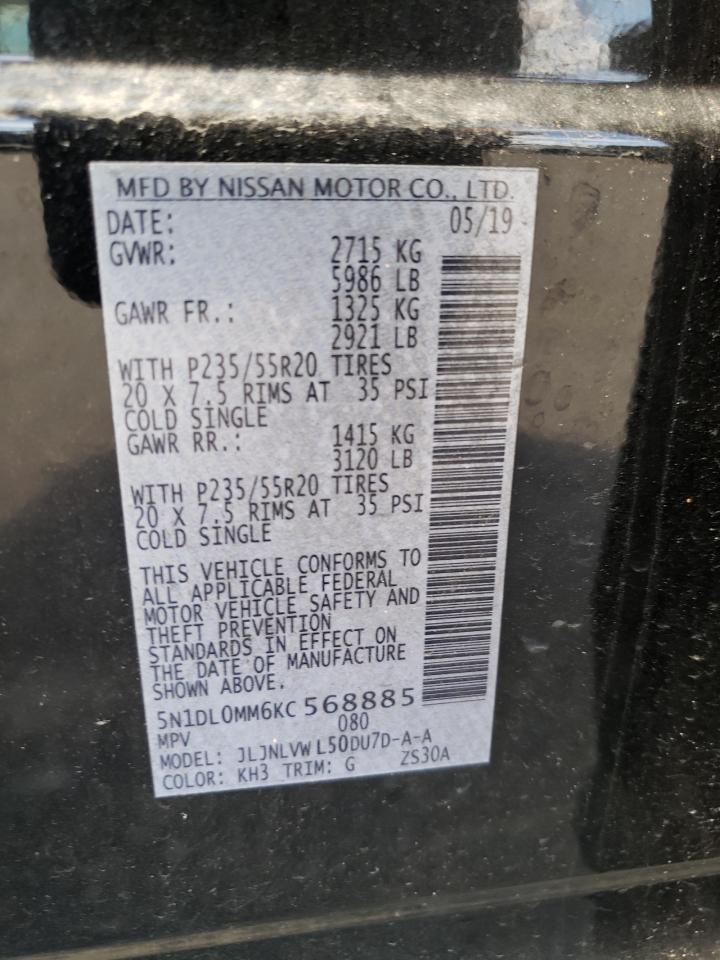 MFD BY NISSAN MOTOR CO., LTD.
DATE: 05/19
GVWR: 2715 KG
5986 LB
GAWR FR.: 1325 KG
2921 LB
WITH P235/55R20 TIRES
20 X 7.5 RIMS AT 35 PSI
COLD SINGLE
GAWR RR.: 1415 KG
3120 LB
WITH P235/55R20 TIRES
20 X 7.5 RIMS AT 35 PSI
COLD SINGLE
THIS VEHICLE CONFORMS TO
ALL APPLICABLE FEDERAL
MOTOR VEHICLE SAFETY AND
THEFT PREVENTION
STANDARDS IN EFFECT ON
THE DATE OF MANUFACTURE
SHOWN ABOVE.
5N1DL0MM6KC 568885
MPV 080
MODEL: JLJNLVWL50DU7D-A-A
COLOR: KH3 TRIM: G ZS30A